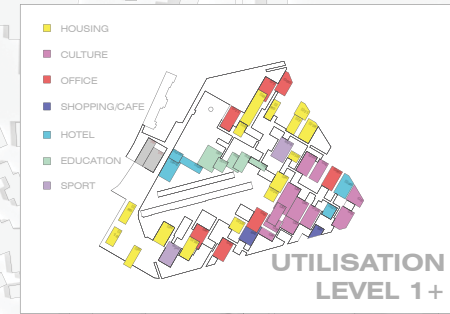 HOUSING
CULTURE
OFFICE
SHOPPING/CAFE
HOTEL
EDUCATION
SPORT
UTILISATION
LEVEL 1+